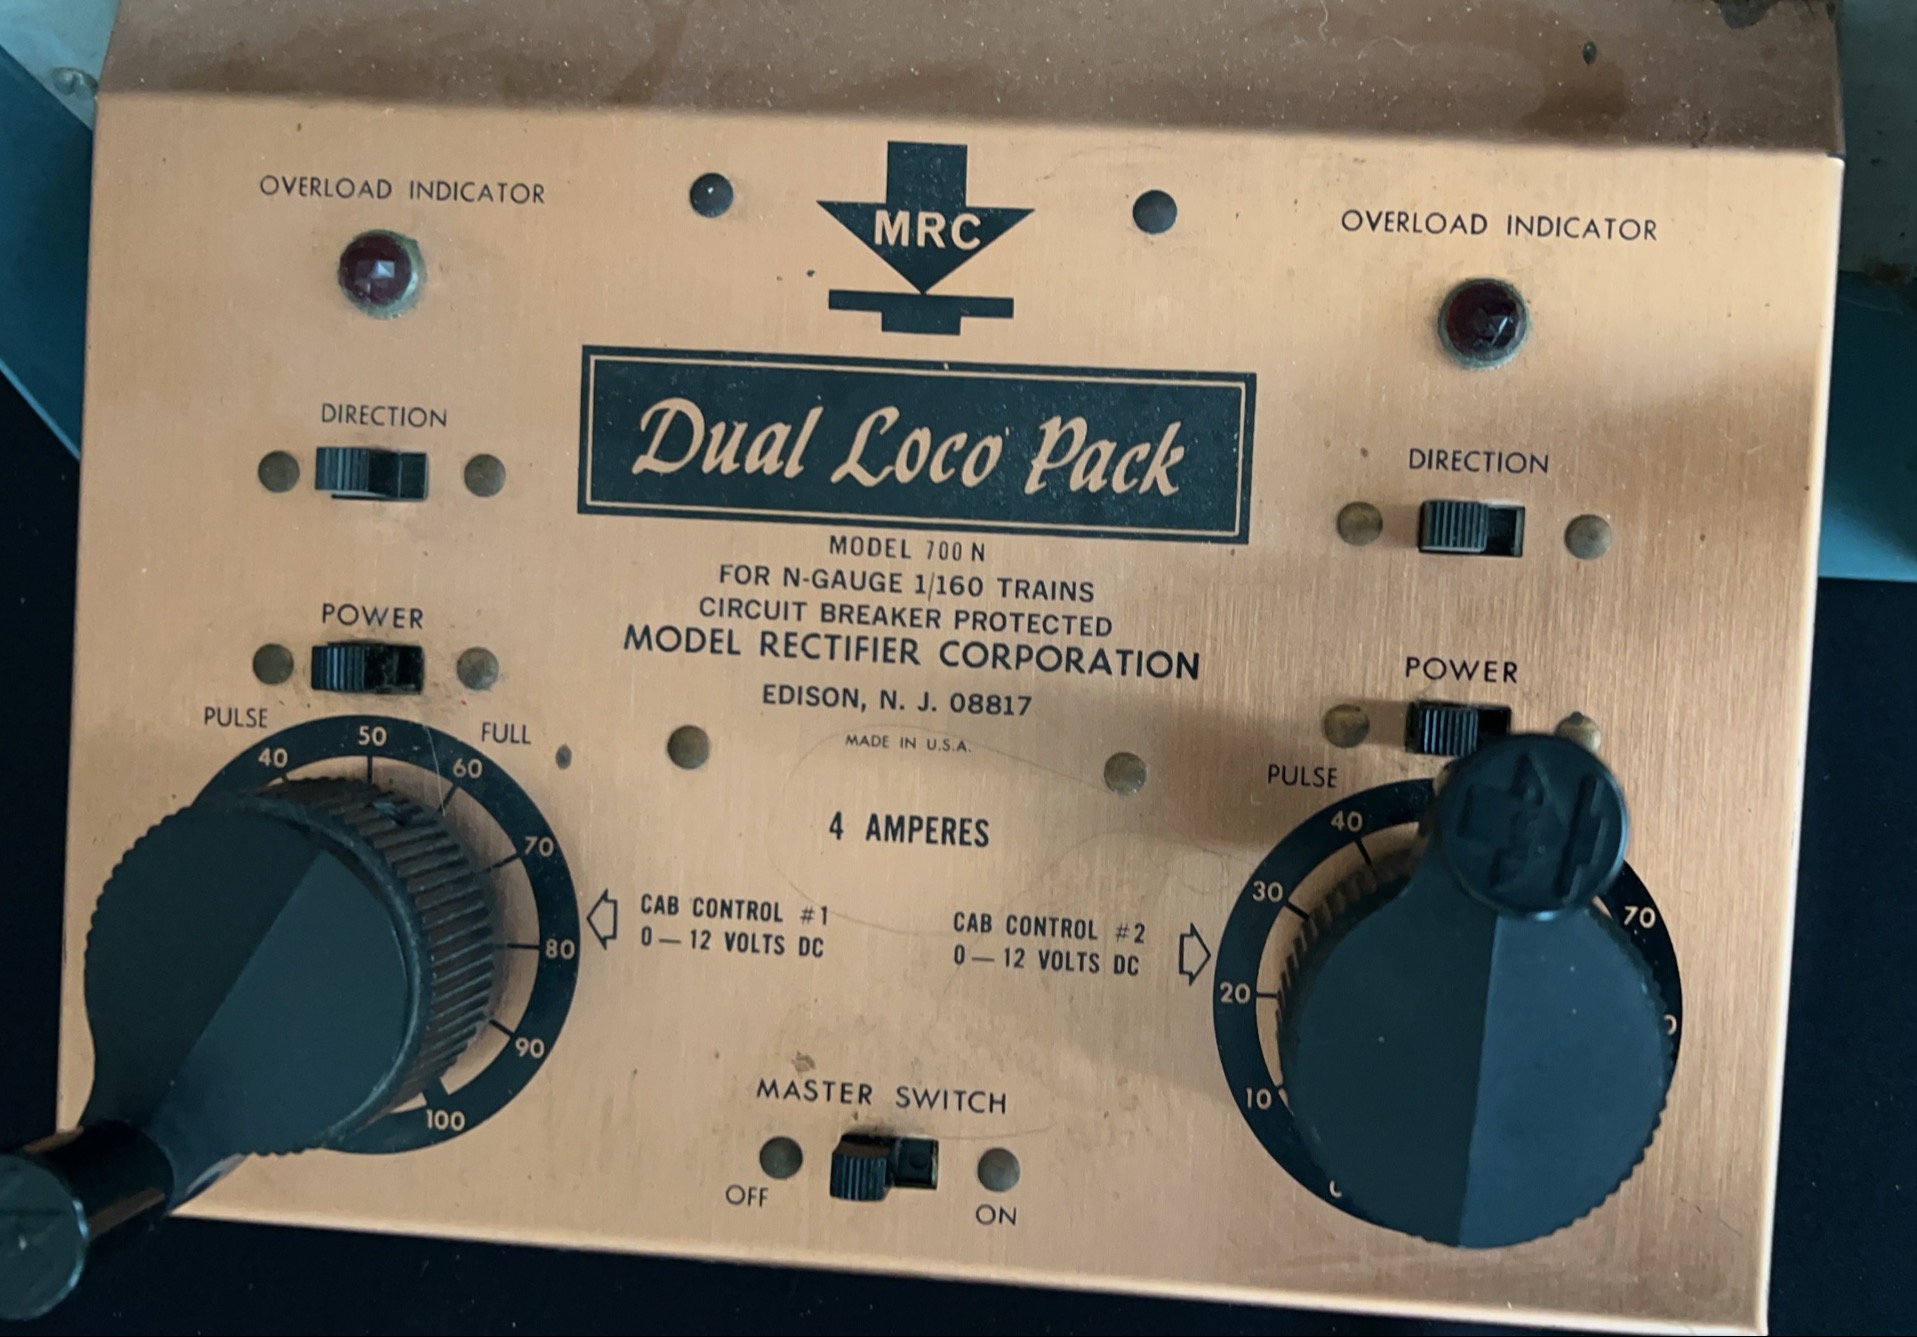 OVERLOAD INDICATOR
MRC
OVERLOAD INDICATOR
DIRECTION
Dual Loco Pack
DIRECTION
MODEL 700 N
FOR N-GAUGE 1/160 TRAINS
CIRCUIT BREAKER PROTECTED
MODEL RECTIFIER CORPORATION
EDISON, N. J. 08817
MADE IN U.S.A.
POWER
PULSE
FULL
40
50
60
70
80
90
100
POWER
PULSE
10
20
30
40
70
4 AMPERES
CAB CONTROL #1
0—12 VOLTS DC
CAB CONTROL #2
0—12 VOLTS DC
MASTER SWITCH
OFF
ON